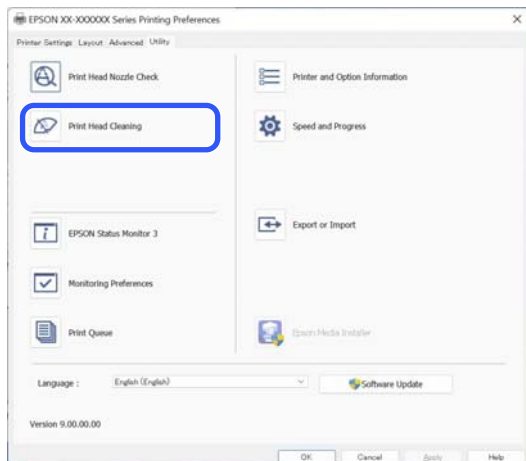 EPSON XX-XXXXXX Series Printing Preferences
Printer Settings Layout Advanced Utility
Print Head Nozzle Check
Printer and Option Information
Print Head Cleaning
Speed and Progress
EPSON Status Monitor 3
Export or Import
Monitoring Preferences
Print Queue
Epson Media Installer
Language :
English (English)
Software Update
Version 9.00.00.00
OK Cancel Apply Help